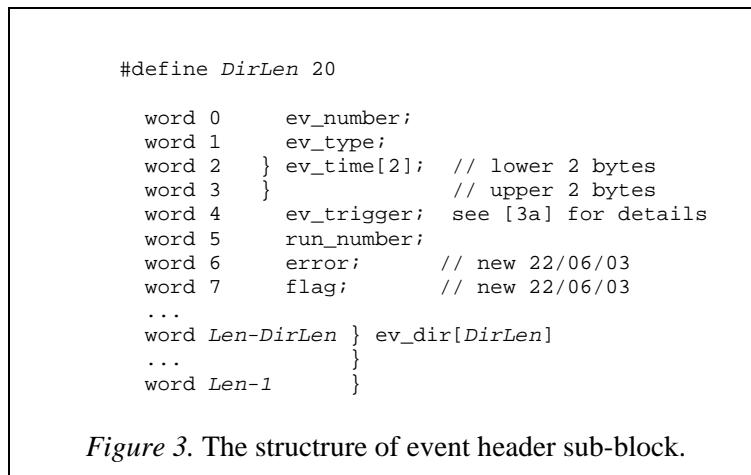 #define DirLen 20
word 0 ev_number;
word 1 ev_type;
word 2 } ev_time[2]; // lower 2 bytes
word 3 } // upper 2 bytes
word 4 ev_trigger; see [3a] for details
word 5 run_number;
word 6 error; // new 22/06/03
word 7 flag; // new 22/06/03
...
word Len-DirLen } ev_dir[DirLen]
... }
word Len-1 }
Figure 3. The structrure of event header sub-block.